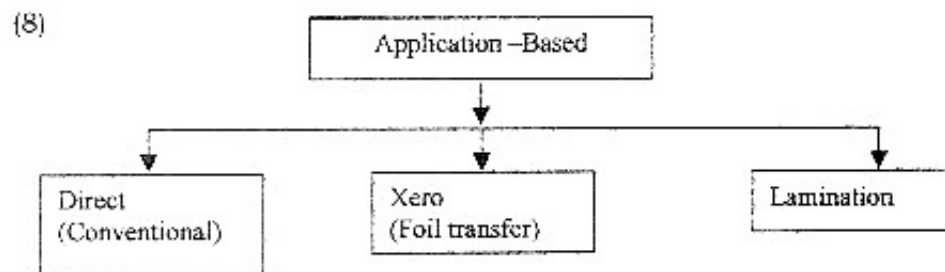 (8)
Application –Based
Direct
(Conventional)
Xero
(Foil transfer)
Lamination